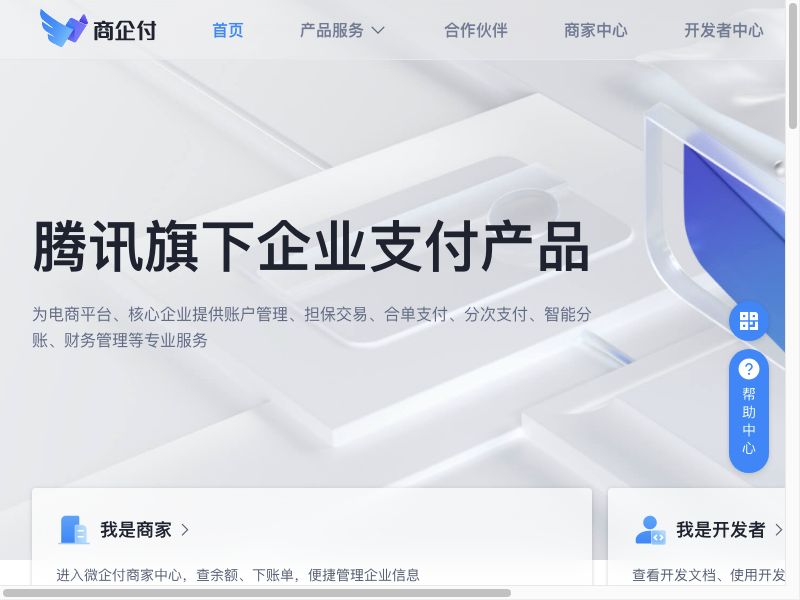 商企付
首页
产品服务
合作伙伴
商家中心
开发者中心
腾讯旗下企业支付产品
为电商平台、核心企业提供账户管理、担保交易、合单支付、分次支付、智能分
账、财务管理等专业服务
帮
助
中
心
我是商家
进入微企付商家中心，查余额、下账单，便捷管理企业信息
我是开发者
查看开发文档、使用开发